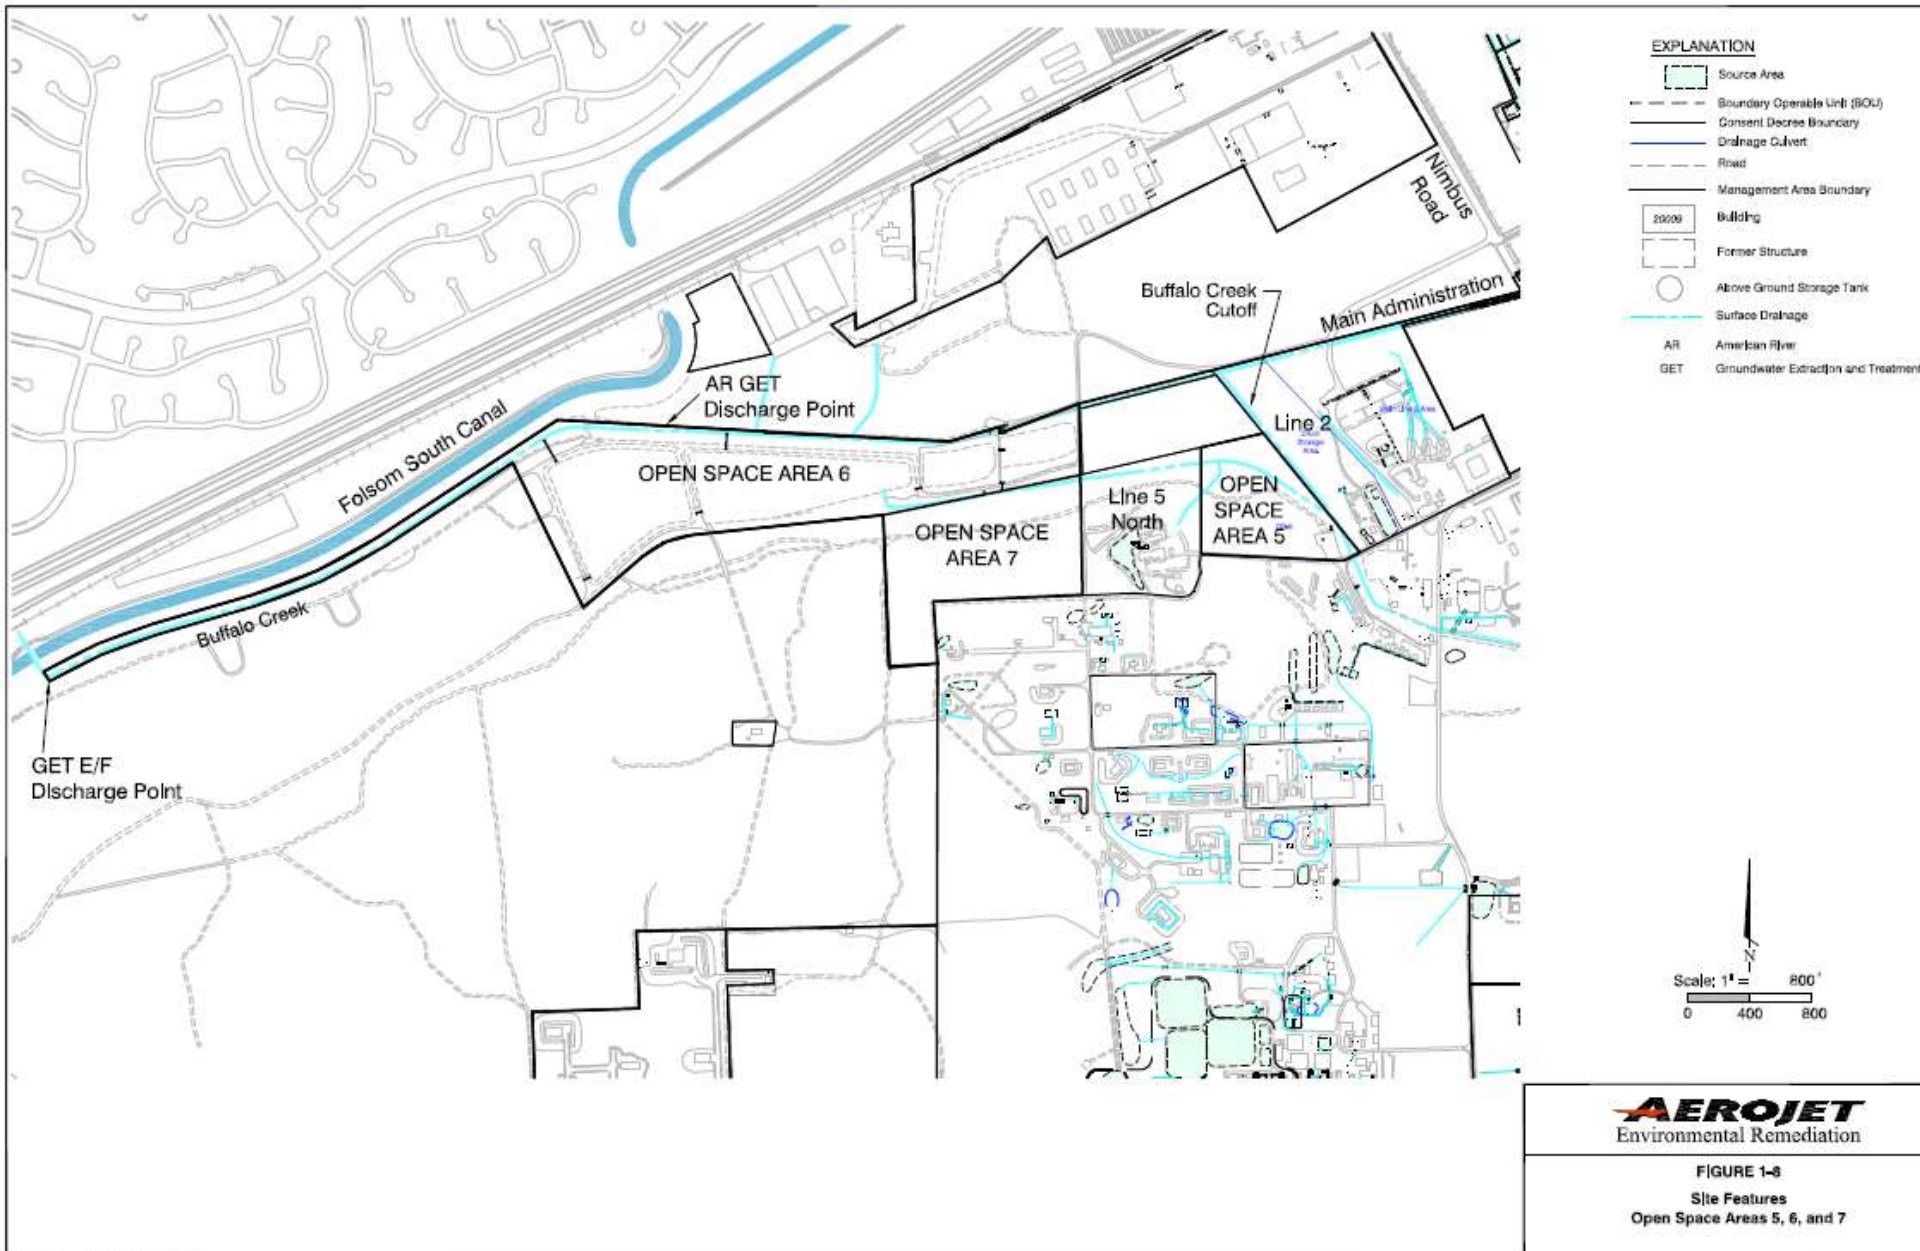 EXPLANATION
Source Area
Boundary Operable Unit (BOU)
Consent Decree Boundary
Drainage Culvert
Road
Management Area Boundary
20009
Building
Former Structure
Above Ground Storage Tank
Surface Drainage
AR American River
GET Groundwater Extraction and Treatment
Nimbus
Road
Buffalo Creek
Cutoff
Main Administration
AR GET
Discharge Point
Folsom South Canal
Line 2
Storage
Area
OPEN SPACE AREA 6
Line 5
North
OPEN
SPACE
AREA 5
OPEN SPACE
AREA 7
Buffalo Creek
GET E/F
Discharge Point
N
Scale: 1" = 800'
0 400 800
AEROJET
Environmental Remediation
FIGURE 1-8
Site Features
Open Space Areas 5, 6, and 7